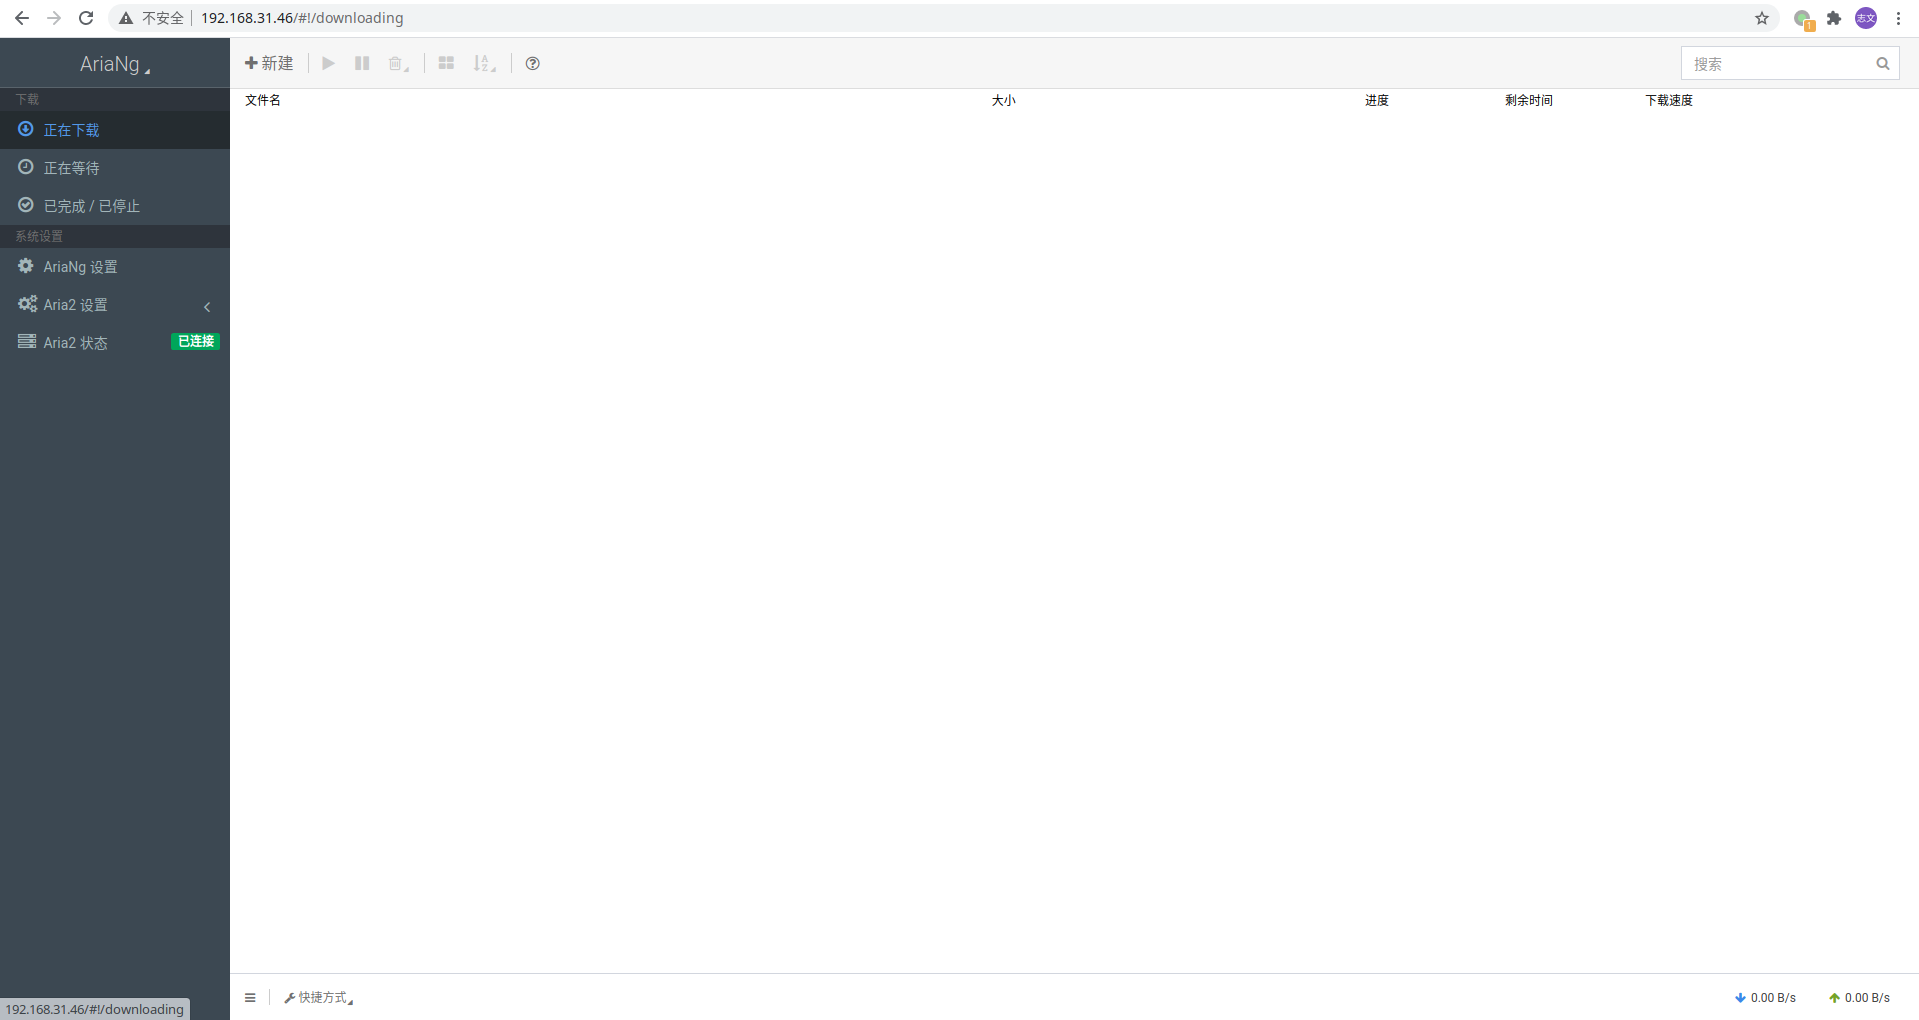 不安全 192.168.31.46/#!/downloading
1
志文
AriaNg
新建
搜索
下载
文件名 大小 进度 剩余时间 下载速度
正在下载
正在等待
已完成 / 已停止
系统设置
AriaNg 设置
Aria2 设置
Aria2 状态 已连接
快捷方式 0.00 B/s 0.00 B/s
192.168.31.46/#!/downloading